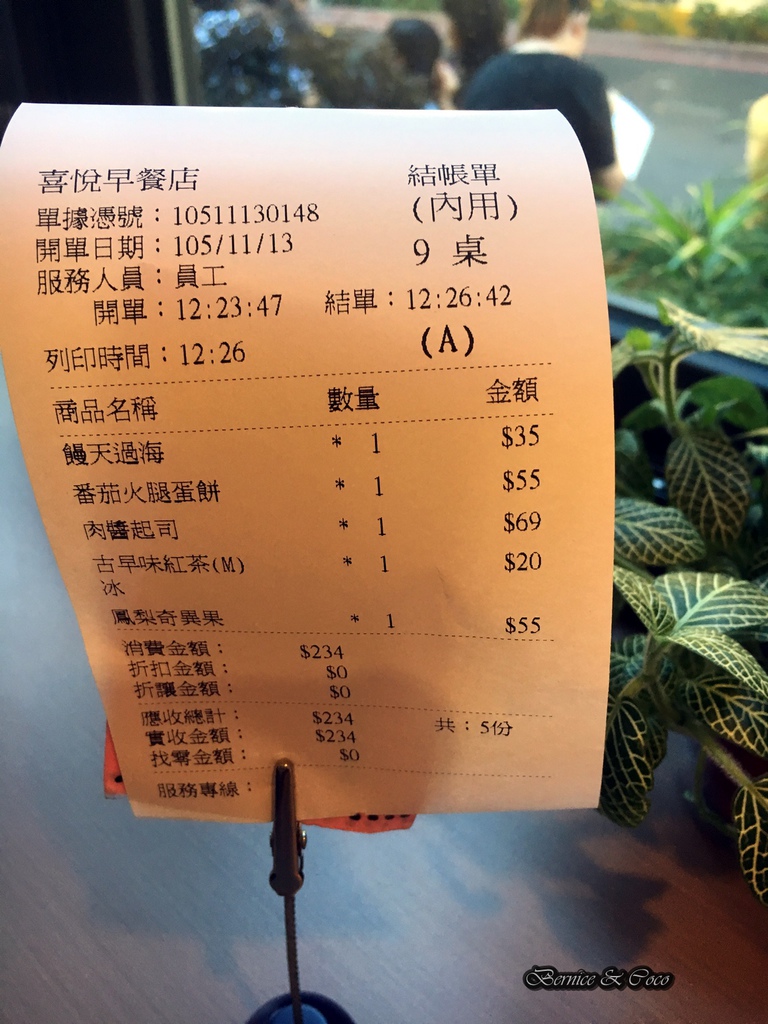 喜悅早餐店 結帳單
單據憑號：10511130148 (內用)
開單日期：105/11/13 9 桌
服務人員：員工
開單：12:23:47 結單：12:26:42
列印時間：12:26 (A)
商品名稱 數量 金額
饅天過海 * 1 $35
番茄火腿蛋餅 * 1 $55
肉醬起司 * 1 $69
古早味紅茶(M) * 1 $20
冰
鳳梨奇異果 * 1 $55
消費金額： $234
折扣金額： $0
折讓金額： $0
應收總計： $234 共：5份
實收金額： $234
找零金額： $0
服務專線：
Bernice & Coco